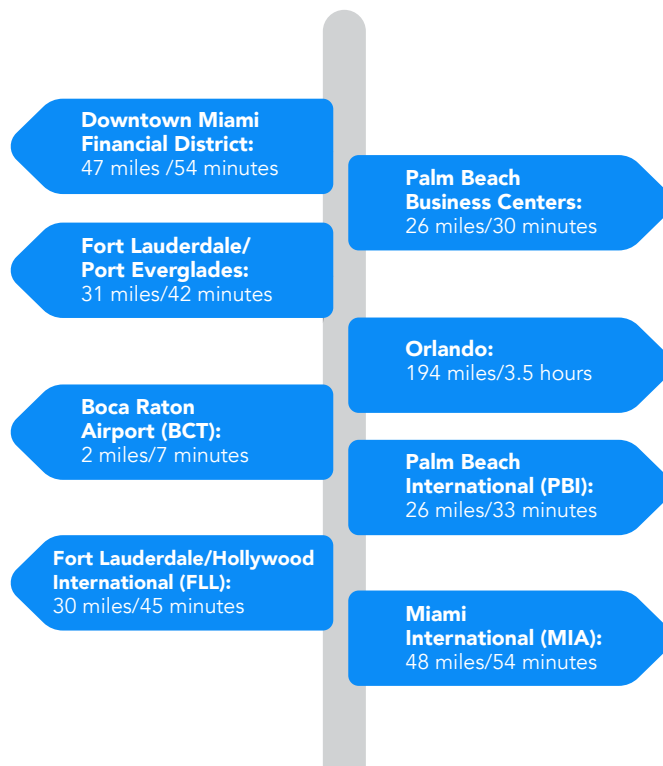 Downtown Miami
Financial District:
47 miles /54 minutes
Palm Beach
Business Centers:
26 miles/30 minutes
Fort Lauderdale/
Port Everglades:
31 miles/42 minutes
Orlando:
194 miles/3.5 hours
Boca Raton
Airport (BCT):
2 miles/7 minutes
Palm Beach
International (PBI):
26 miles/33 minutes
Fort Lauderdale/Hollywood
International (FLL):
30 miles/45 minutes
Miami
International (MIA):
48 miles/54 minutes